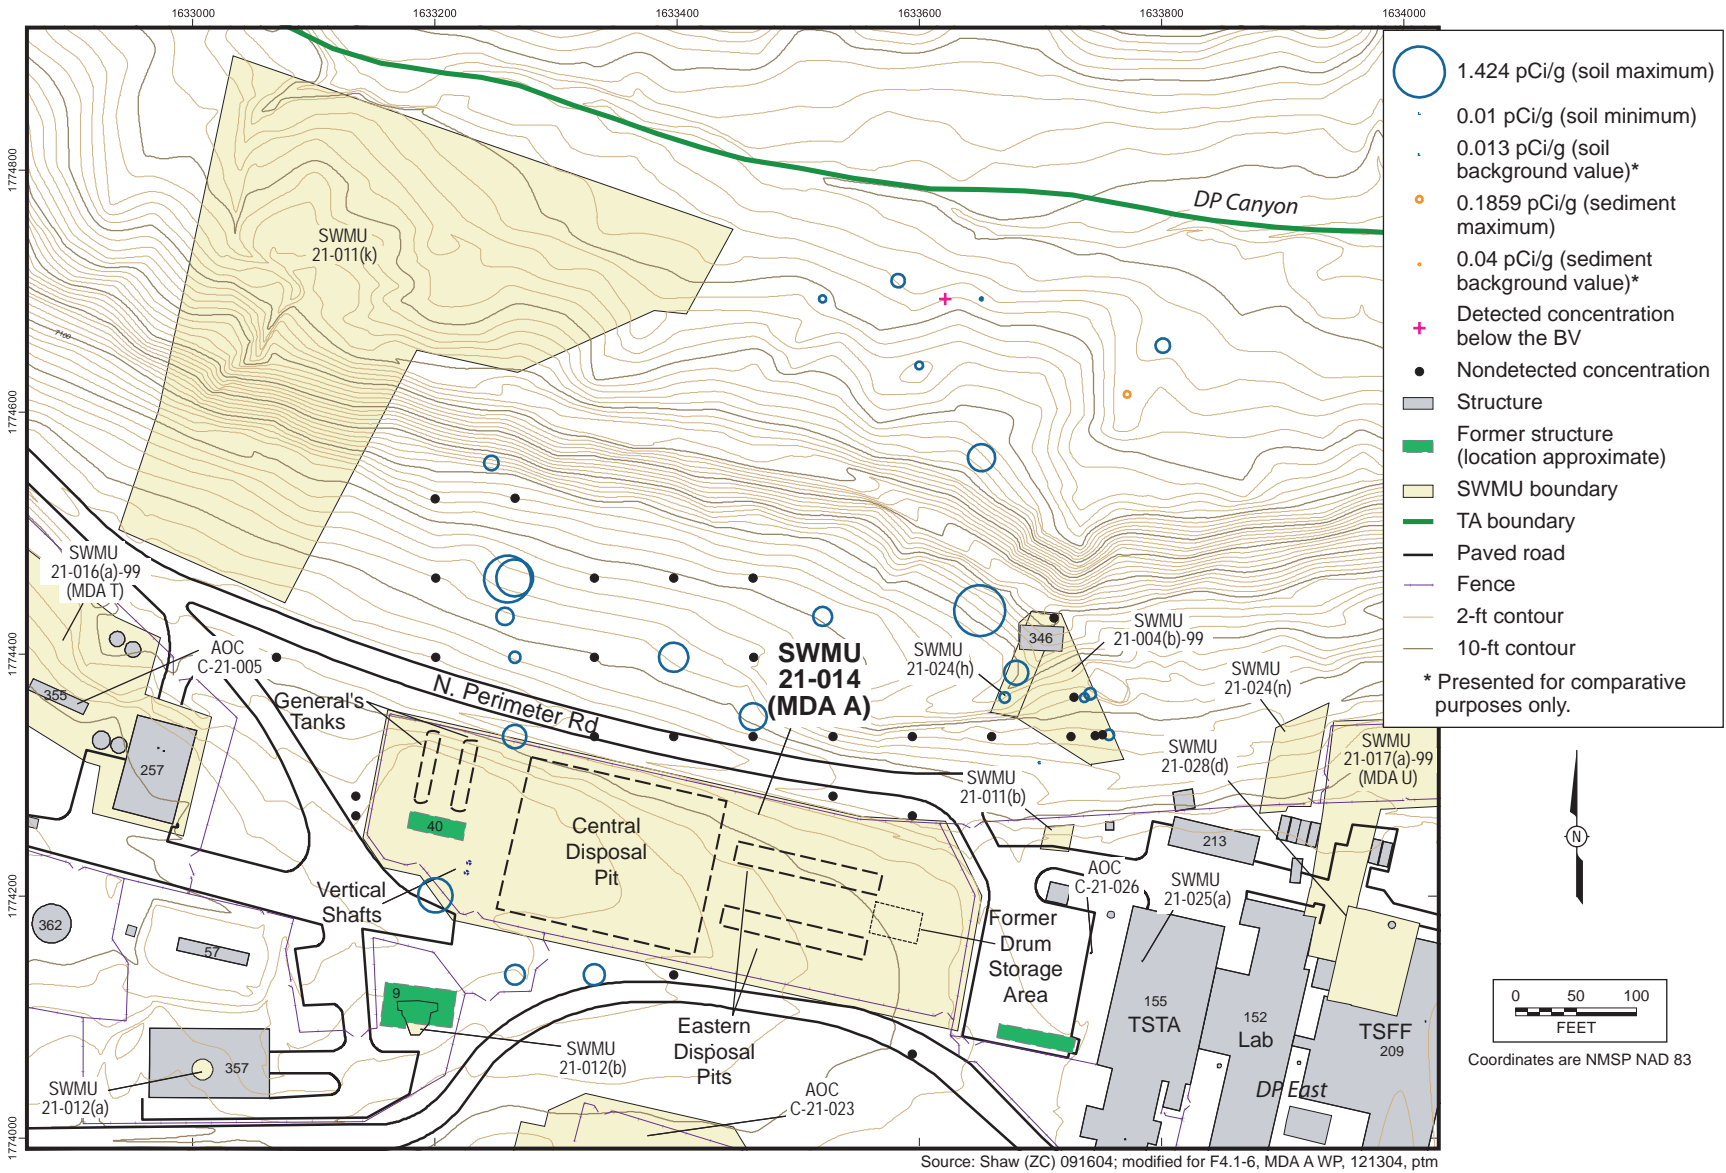 1633000
1633200
1633400
1633600
1633800
1634000
1774800
1774600
1774400
1774200
1774000
DP Canyon
SWMU
21-011(k)
7100
SWMU
21-016(a)-99
(MDA T)
AOC
C-21-005
355
257
General's
Tanks
N. Perimeter Rd
SWMU
21-014
(MDA A)
SWMU
21-024(h)
346
SWMU
21-004(b)-99
SWMU
21-024(n)
SWMU
21-028(d)
SWMU
21-017(a)-99
(MDA U)
SWMU
21-011(b)
40
Central
Disposal
Pit
213
AOC
C-21-026
SWMU
21-025(a)
Vertical
Shafts
362
57
Former
Drum
Storage
Area
9
Eastern
Disposal
Pits
155
TSTA
152
Lab
TSFF
209
SWMU
21-012(b)
357
SWMU
21-012(a)
AOC
C-21-023
DP East
1.424 pCi/g (soil maximum)
0.01 pCi/g (soil minimum)
0.013 pCi/g (soil
background value)*
0.1859 pCi/g (sediment
maximum)
0.04 pCi/g (sediment
background value)*
Detected concentration
below the BV
Nondetected concentration
Structure
Former structure
(location approximate)
SWMU boundary
TA boundary
Paved road
Fence
2-ft contour
10-ft contour
* Presented for comparative
purposes only.
N
0 50 100
FEET
Coordinates are NMSP NAD 83
Source: Shaw (ZC) 091604; modified for F4.1-6, MDA A WP, 121304, ptm